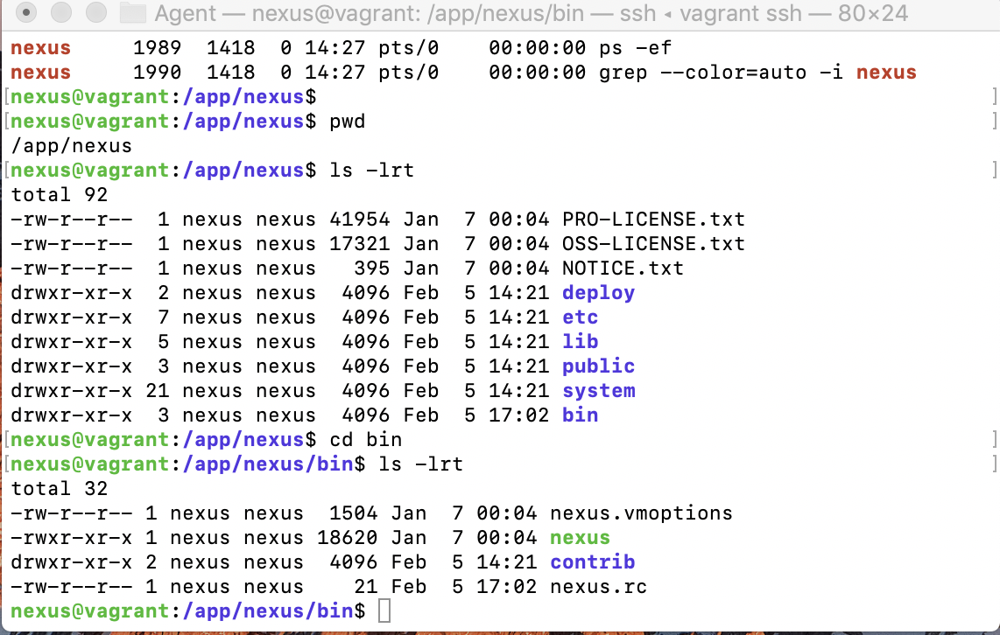 Agent — nexus@vagrant: /app/nexus/bin — ssh ◂ vagrant ssh — 80×24
nexus     1989  1418  0 14:27 pts/0    00:00:00 ps -ef
nexus     1990  1418  0 14:27 pts/0    00:00:00 grep --color=auto -i nexus
[nexus@vagrant:/app/nexus$ ]
[nexus@vagrant:/app/nexus$ pwd ]
/app/nexus
[nexus@vagrant:/app/nexus$ ls -lrt ]
total 92
-rw-r--r--  1 nexus nexus 41954 Jan  7 00:04 PRO-LICENSE.txt
-rw-r--r--  1 nexus nexus 17321 Jan  7 00:04 OSS-LICENSE.txt
-rw-r--r--  1 nexus nexus   395 Jan  7 00:04 NOTICE.txt
drwxr-xr-x  2 nexus nexus  4096 Feb  5 14:21 deploy
drwxr-xr-x  7 nexus nexus  4096 Feb  5 14:21 etc
drwxr-xr-x  5 nexus nexus  4096 Feb  5 14:21 lib
drwxr-xr-x  3 nexus nexus  4096 Feb  5 14:21 public
drwxr-xr-x 21 nexus nexus  4096 Feb  5 14:21 system
drwxr-xr-x  3 nexus nexus  4096 Feb  5 17:02 bin
[nexus@vagrant:/app/nexus$ cd bin ]
[nexus@vagrant:/app/nexus/bin$ ls -lrt ]
total 32
-rw-r--r-- 1 nexus nexus  1504 Jan  7 00:04 nexus.vmoptions
-rwxr-xr-x 1 nexus nexus 18620 Jan  7 00:04 nexus
drwxr-xr-x 2 nexus nexus  4096 Feb  5 14:21 contrib
-rw-r--r-- 1 nexus nexus    21 Feb  5 17:02 nexus.rc
nexus@vagrant:/app/nexus/bin$